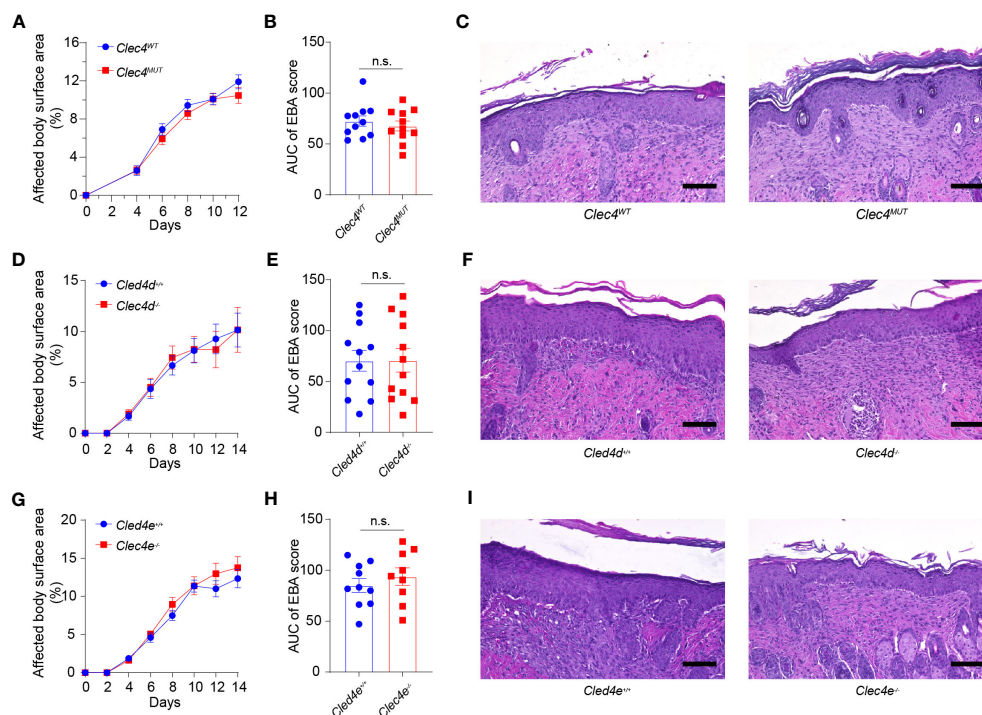 A
B
C
Affected body surface area
(%)
16
12
8
4
0
Clec4WT
Clec4MUT
0 2 4 6 8 10 12
Days
AUC of EBA score
150
100
50
0
n.s.
Clec4WT
Clec4MUT
Clec4WT
Clec4MUT
D
E
F
Affected body surface area
(%)
15
10
5
0
Cled4d+/+
Clec4d-/-
0 2 4 6 8 10 12 14
Days
AUC of EBA score
150
100
50
0
n.s.
Cled4d+/+
Clec4d-/-
Cled4d+/+
Clec4d-/-
G
H
I
Affected body surface area
(%)
20
15
10
5
0
Cled4e+/+
Clec4e-/-
0 2 4 6 8 10 12 14
Days
AUC of EBA score
150
100
50
0
n.s.
Cled4e+/+
Clec4e-/-
Cled4e+/+
Clec4e-/-